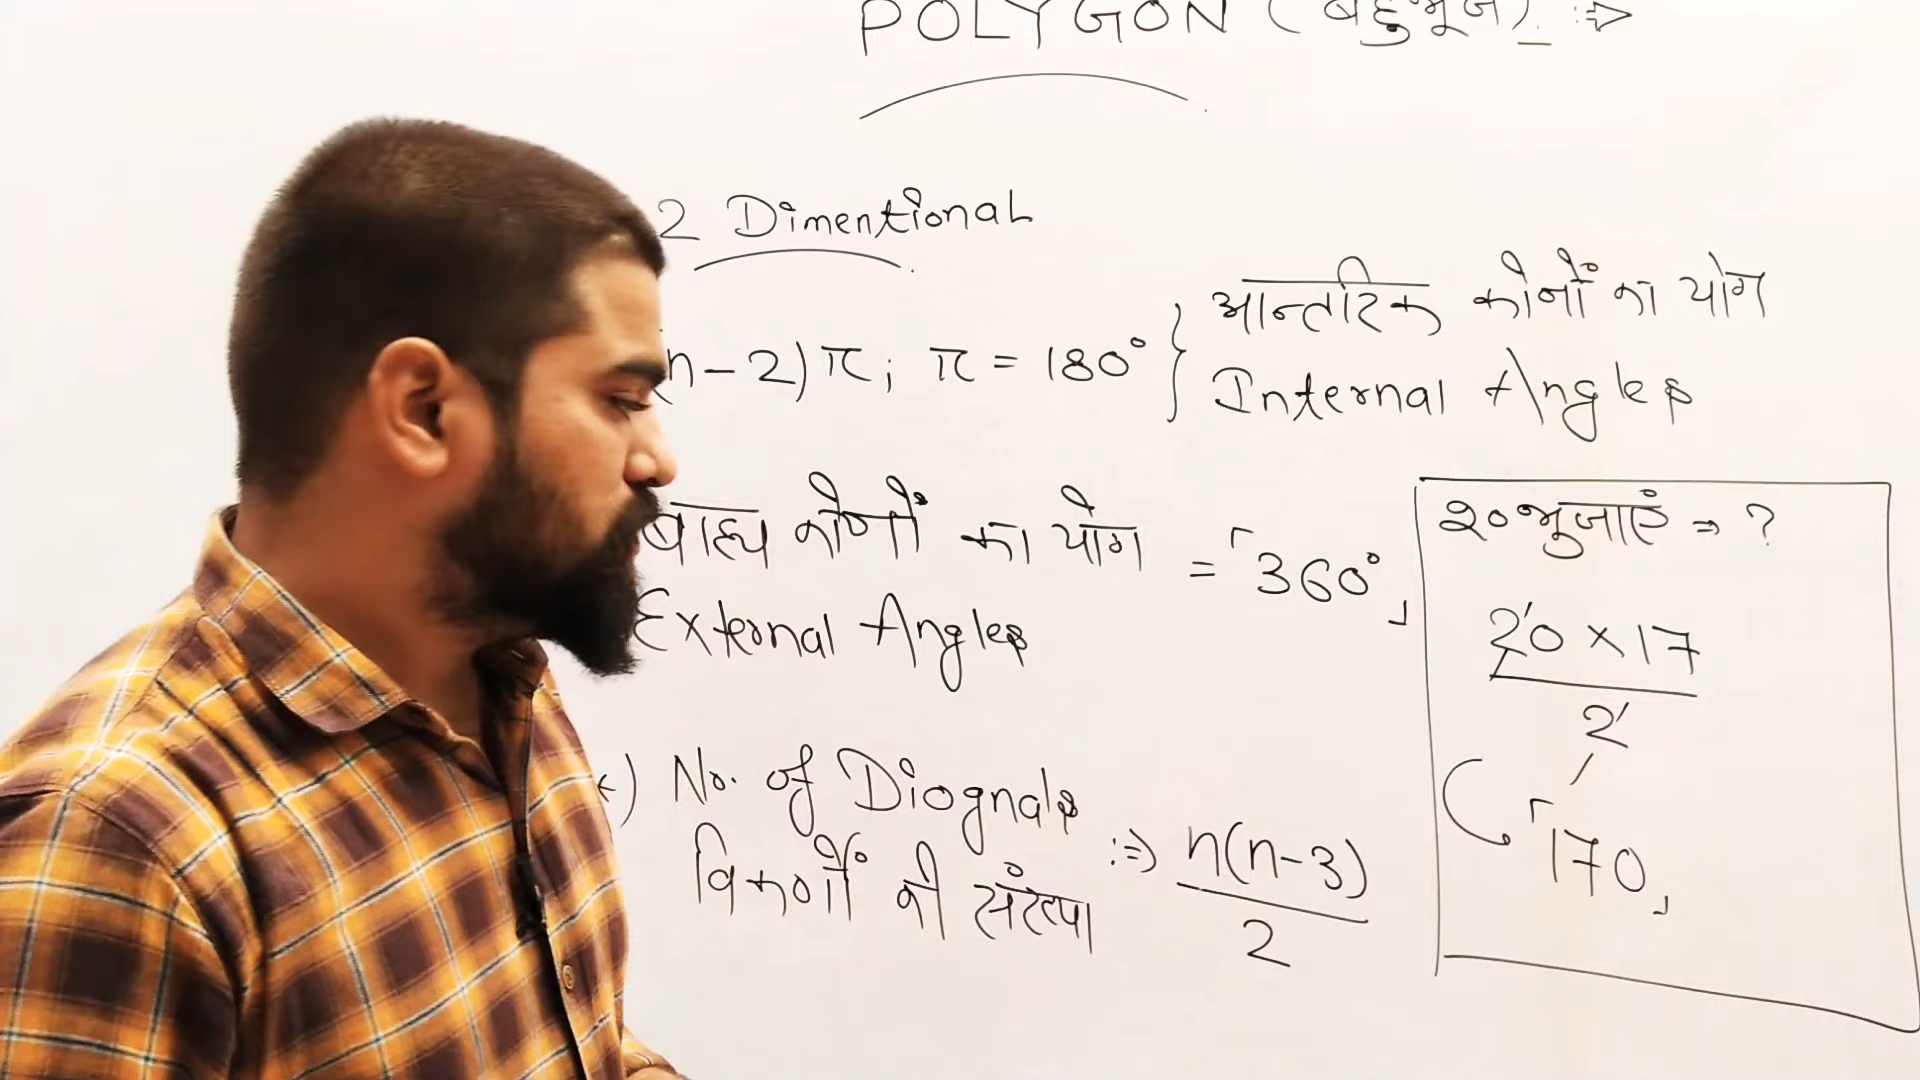 POLYGON (बहुभुज) :⇒
2 Dimentional
(n-2)π; π = 180°
आन्तरिक कोनों का योग
Internal Angles
बाह्य कोणों का योग
External Angles
= 360°
*) No. of Diognals
विकर्णों की संख्या
:⇒ n(n-3)
2
२० भुजाएं ⇒ ?
20 × 17
2
170